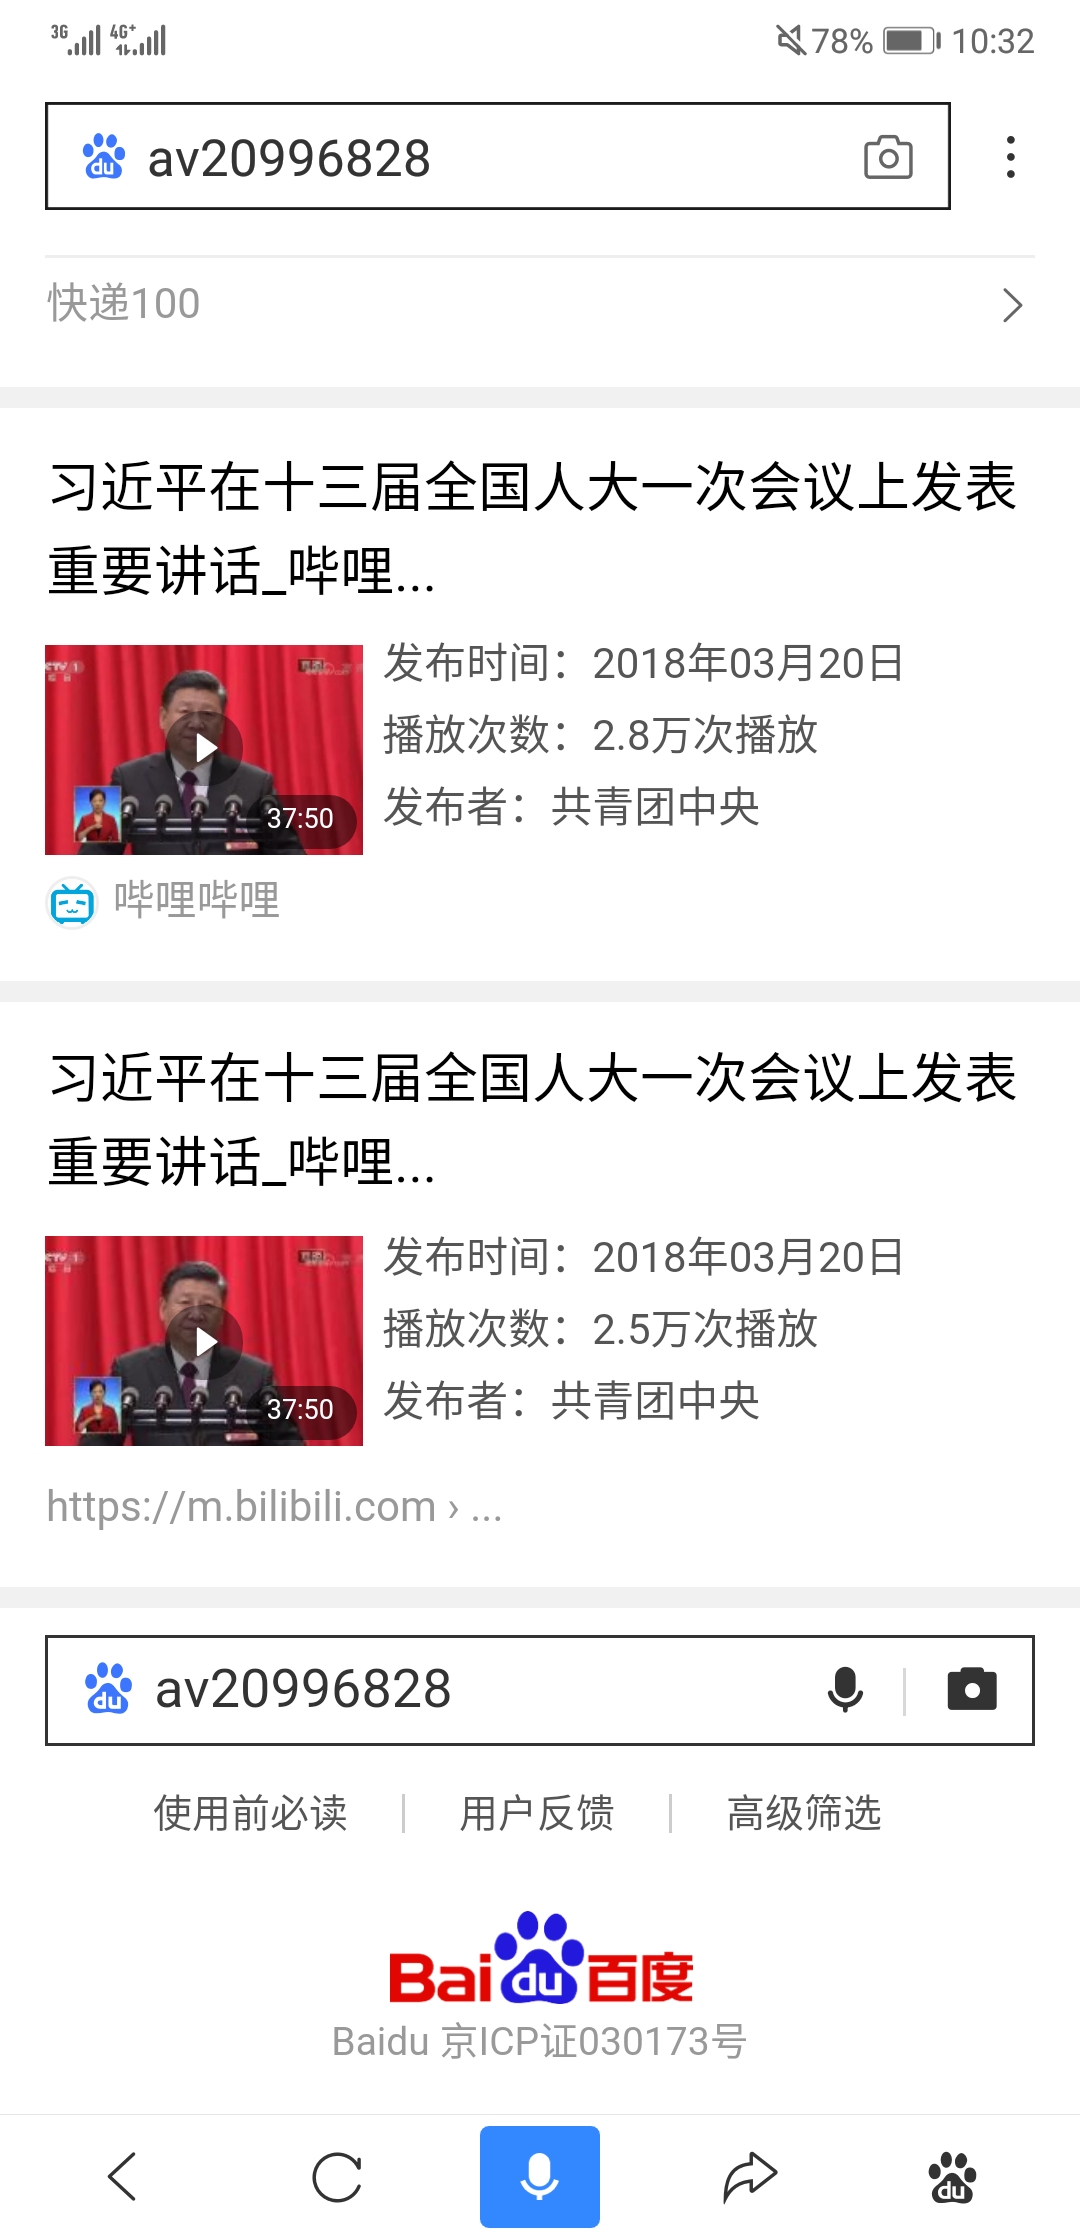 3G 4G+ 78% 10:32
du av20996828
快递100
习近平在十三届全国人大一次会议上发表
重要讲话_哔哩...
发布时间：2018年03月20日
播放次数：2.8万次播放
37:50
发布者：共青团中央
哔哩哔哩
习近平在十三届全国人大一次会议上发表
重要讲话_哔哩...
发布时间：2018年03月20日
播放次数：2.5万次播放
37:50
发布者：共青团中央
https://m.bilibili.com › ...
du av20996828
使用前必读 用户反馈 高级筛选
Baidu百度
Baidu 京ICP证030173号
du